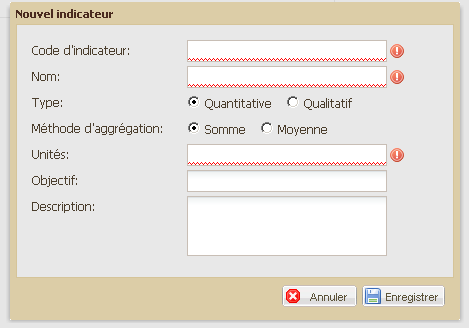 Nouvel indicateur
Code d'indicateur:
Nom:
Type: Quantitative Qualitatif
Méthode d'aggrégation: Somme Moyenne
Unités:
Objectif:
Description:
Annuler Enregistrer